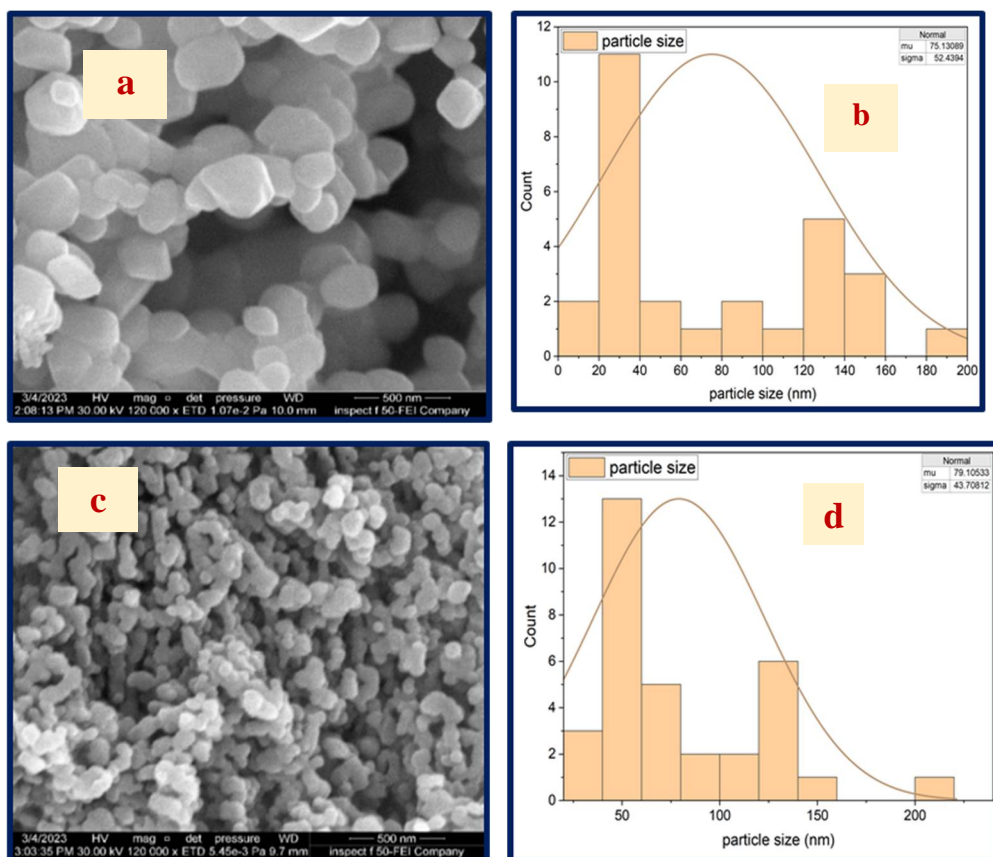 a
3/4/2023 HV mag ¤ det pressure WD 500 nm
2:08:13 PM 30.00 kV 120 000 x ETD 1.07e-2 Pa 10.0 mm inspect f 50-FEI Company
b
particle size
Normal
mu 75.13089
sigma 52.4394
12
10
8
6
4
2
0
Count
0 20 40 60 80 100 120 140 160 180 200
particle size (nm)
c
3/4/2023 HV mag ¤ det pressure WD 500 nm
3:03:35 PM 30.00 kV 120 000 x ETD 5.45e-3 Pa 9.7 mm inspect f 50-FEI Company
d
particle size
Normal
mu 79.10533
sigma 43.70812
14
12
10
8
6
4
2
0
Count
50 100 150 200
particle size (nm)